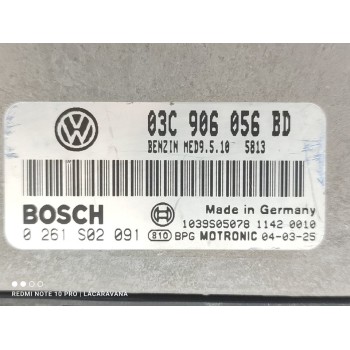 03C 906 056 BD
BENZIN MED9.5.10 5813
BOSCH
Made in Germany
0 261 S02 091
1039S05078 1142 0010
810 BPG MOTRONIC 04-03-25
REDMI NOTE 10 PRO | LACARAVANA